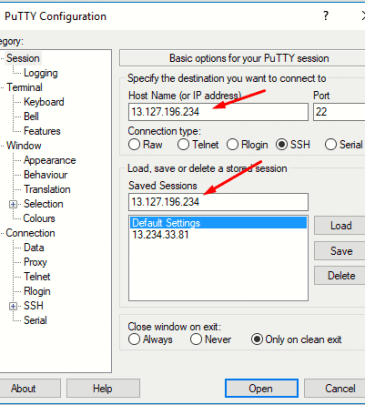 PuTTY Configuration ?
egory:
Session
Logging
Terminal
Keyboard
Bell
Features
Window
Appearance
Behaviour
Translation
Selection
Colours
Connection
Data
Proxy
Telnet
Rlogin
SSH
Serial
Basic options for your PuTTY session
Specify the destination you want to connect to
Host Name (or IP address) Port
13.127.196.234 22
Connection type:
Raw Telnet Rlogin SSH Serial
Load, save or delete a stored session
Saved Sessions
13.127.196.234
Default Settings
13.234.33.81
Load
Save
Delete
Close window on exit:
Always Never Only on clean exit
About Help Open Cancel